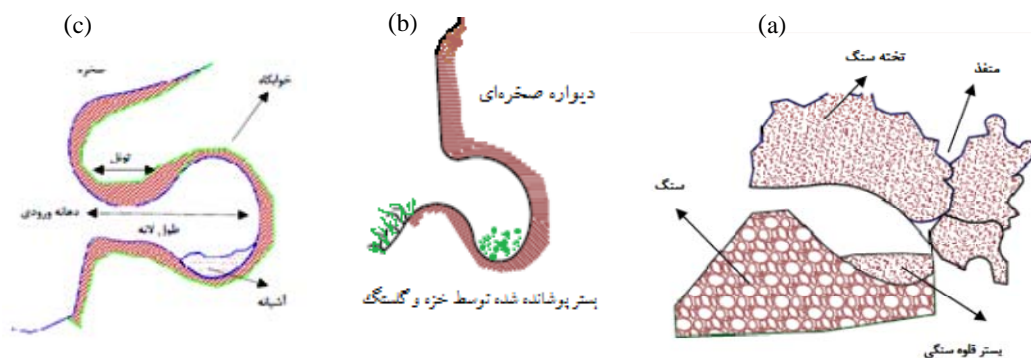 (c)
(b)
(a)
صخره
خوابگاه
تونل
دهانه ورودی
طول لانه
آشیانه
دیواره صخره‌ای
بستر پوشانده شده توسط خزه و گلسنگ
تخته سنگ
منفذ
سنگ
بستر قلوه سنگی